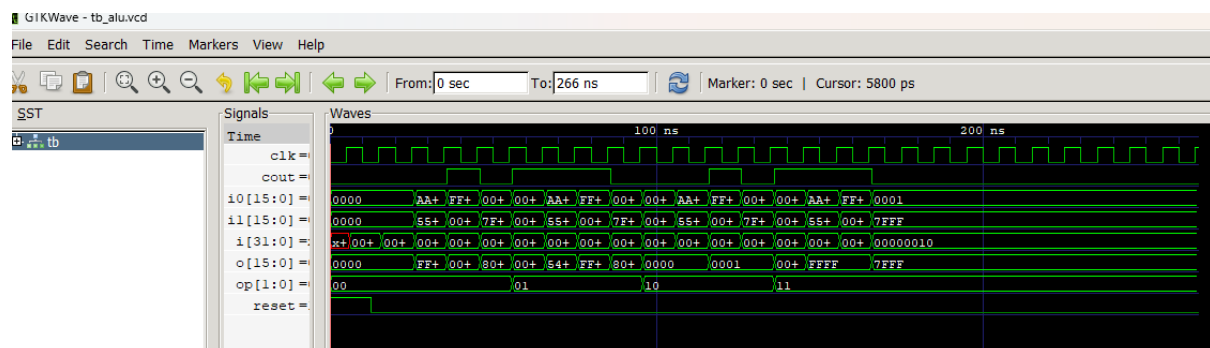 GTKWave - tb_alu.vcd
File Edit Search Time Markers View Help
From: 0 sec To: 266 ns Marker: 0 sec | Cursor: 5800 ps
SST Signals Waves
tb Time 100 ns 200 ns
clk =
cout =
i0[15:0] = 0000 AA+ FF+ 00+ 00+ AA+ FF+ 00+ 00+ AA+ FF+ 00+ 00+ AA+ FF+ 0001
i1[15:0] = 0000 55+ 00+ 7F+ 00+ 55+ 00+ 7F+ 00+ 55+ 00+ 7F+ 00+ 55+ 00+ 7FFF
i[31:0] = x+ 00+ 00+ 00+ 00+ 00+ 00+ 00+ 00+ 00+ 00+ 00+ 00+ 00+ 00+ 00+ 00+ 00000010
o[15:0] = 0000 FF+ 00+ 80+ 00+ 54+ FF+ 80+ 0000 0001 00+ FFFF 7FFF
op[1:0] = 00 01 10 11
reset =